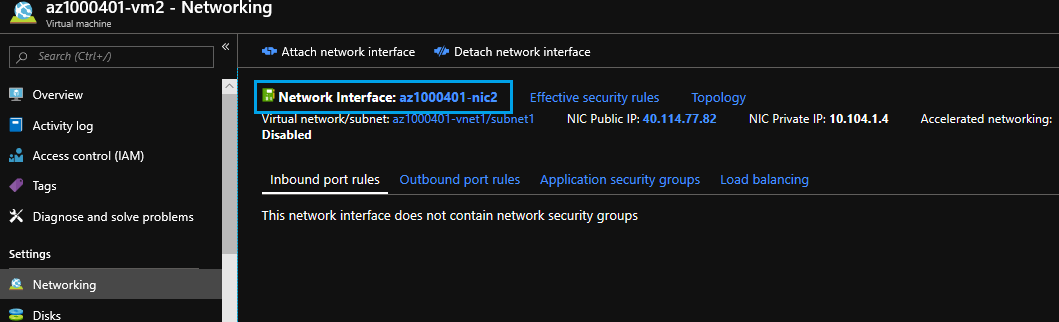 az1000401-vm2 - Networking
Virtual machine
Search (Ctrl+/)
«
Overview
Activity log
Access control (IAM)
Tags
Diagnose and solve problems
Settings
Networking
Disks
Attach network interface Detach network interface
Network Interface: az1000401-nic2 Effective security rules Topology
Virtual network/subnet: az1000401-vnet1/subnet1 NIC Public IP: 40.114.77.82 NIC Private IP: 10.104.1.4 Accelerated networking:
Disabled
Inbound port rules Outbound port rules Application security groups Load balancing
This network interface does not contain network security groups